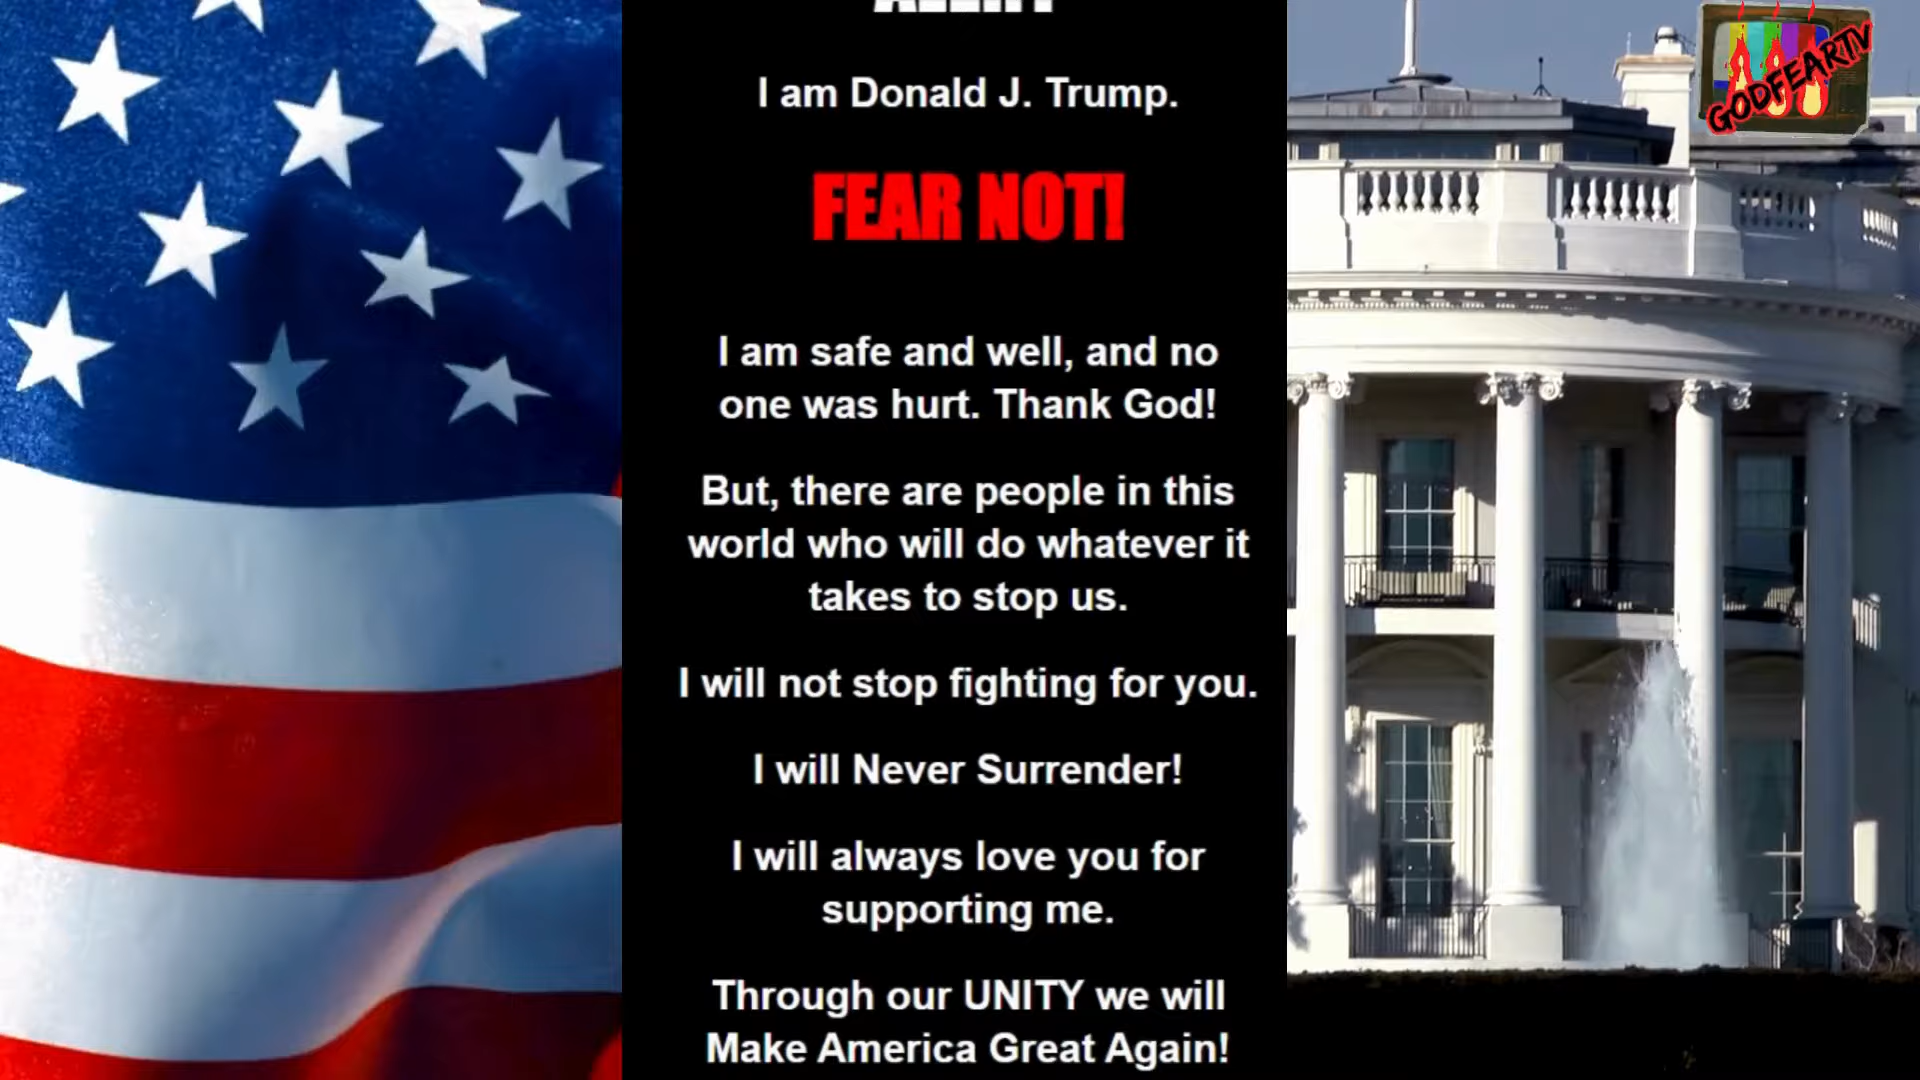 ALERT
I am Donald J. Trump.
FEAR NOT!
I am safe and well, and no
one was hurt. Thank God!
But, there are people in this
world who will do whatever it
takes to stop us.
I will not stop fighting for you.
I will Never Surrender!
I will always love you for
supporting me.
Through our UNITY we will
Make America Great Again!
GODFEARTV